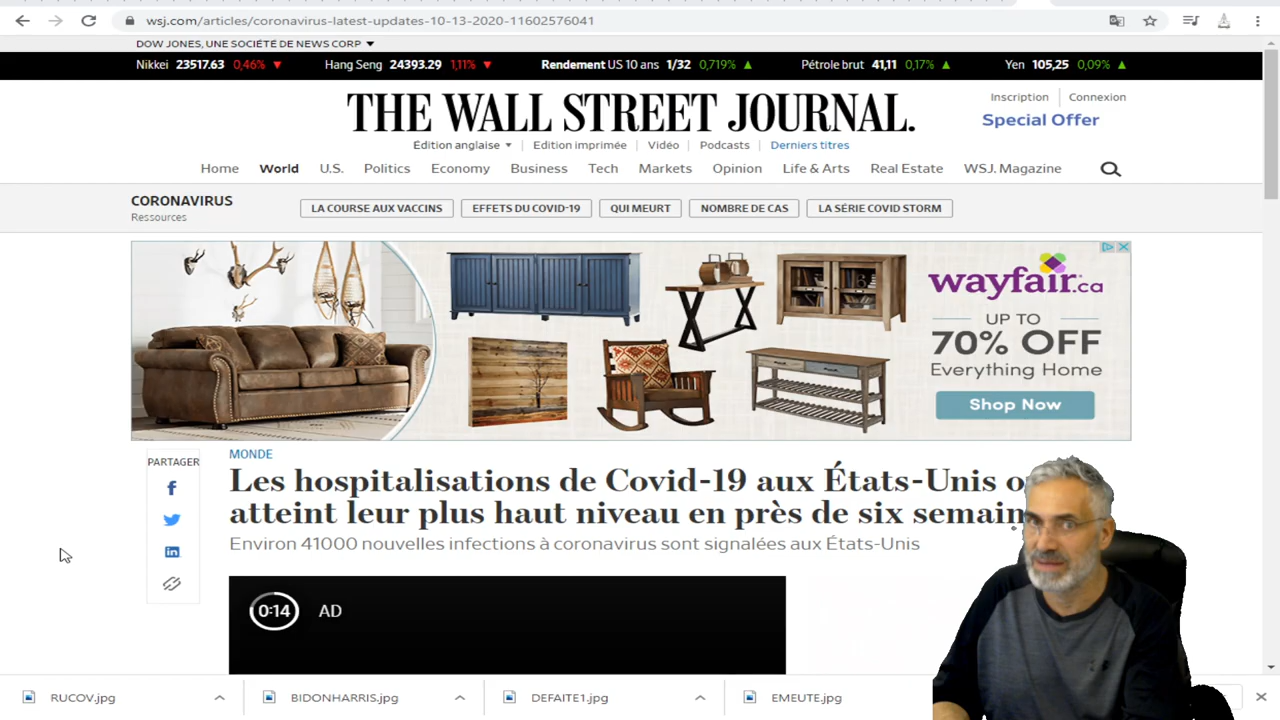 wsj.com/articles/coronavirus-latest-updates-10-13-2020-11602576041
DOW JONES, UNE SOCIÉTÉ DE NEWS CORP
Nikkei 23517.63 0,46% Hang Seng 24393.29 1,11% Rendement US 10 ans 1/32 0,719% Pétrole brut 41,11 0,17% Yen 105,25 0,09%
THE WALL STREET JOURNAL.
Inscription Connexion
Special Offer
Édition anglaise Edition imprimée Vidéo Podcasts Derniers titres
Home World U.S. Politics Economy Business Tech Markets Opinion Life & Arts Real Estate WSJ. Magazine
CORONAVIRUS
Ressources
LA COURSE AUX VACCINS EFFETS DU COVID-19 QUI MEURT NOMBRE DE CAS LA SÉRIE COVID STORM
wayfair.ca
UP TO
70% OFF
Everything Home
Shop Now
MONDE
PARTAGER
Les hospitalisations de Covid-19 aux États-Unis
atteint leur plus haut niveau en près de six
Environ 41000 nouvelles infections à coronavirus sont signalées aux États-Unis
0:14 AD
RUCOV.jpg BIDONHARRIS.jpg DEFAITE1.jpg EMEUTE.jpg